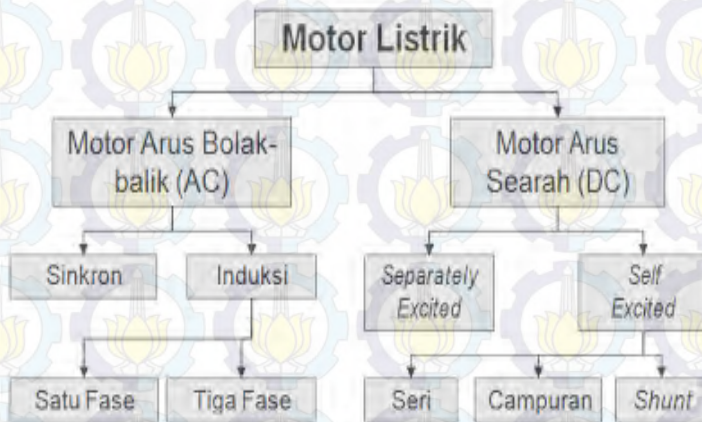 Motor Listrik
Motor Arus Bolak-
balik (AC)
Motor Arus
Searah (DC)
Sinkron
Induksi
Separately
Excited
Self
Excited
Satu Fase
Tiga Fase
Seri
Campuran
Shunt